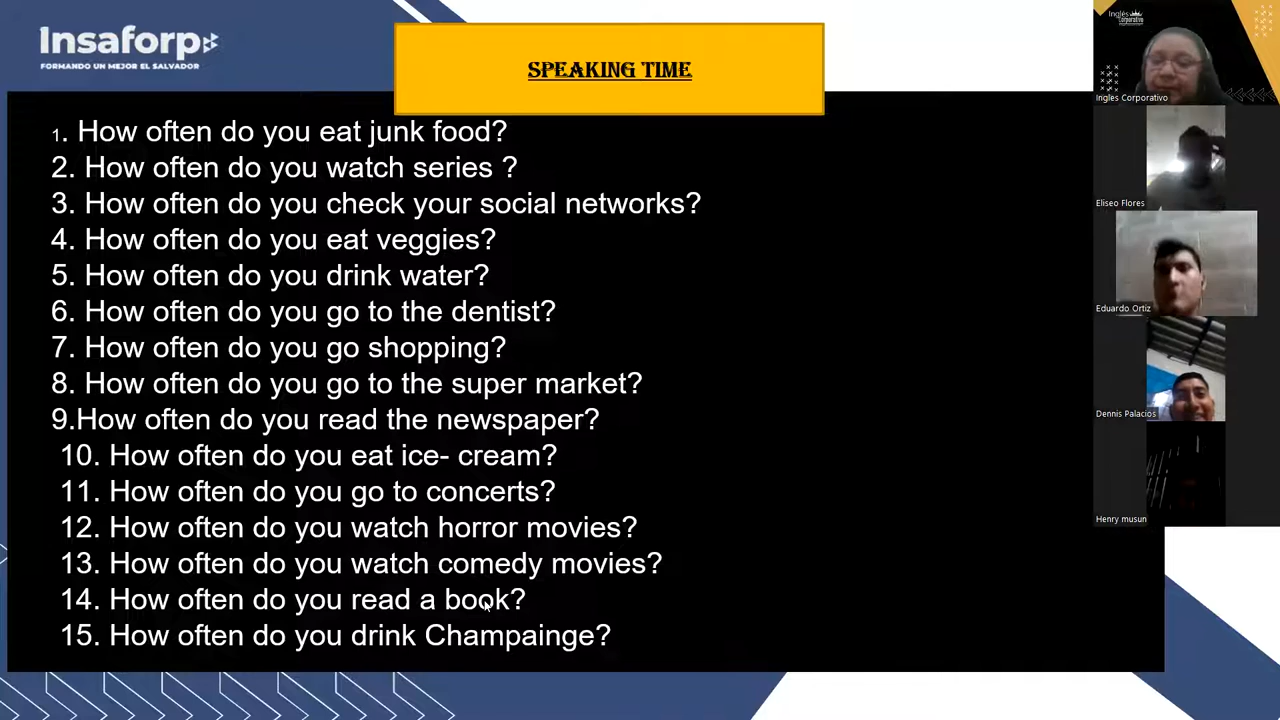 Insaforp
FORMANDO UN MEJOR EL SALVADOR
SPEAKING TIME
1. How often do you eat junk food?
2. How often do you watch series ?
3. How often do you check your social networks?
4. How often do you eat veggies?
5. How often do you drink water?
6. How often do you go to the dentist?
7. How often do you go shopping?
8. How often do you go to the super market?
9.How often do you read the newspaper?
10. How often do you eat ice- cream?
11. How often do you go to concerts?
12. How often do you watch horror movies?
13. How often do you watch comedy movies?
14. How often do you read a book?
15. How often do you drink Champainge?
Inglés
Corporativo
Ingles Corporativo
Eliseo Flores
Eduardo Ortiz
Dennis Palacios
Henry musun